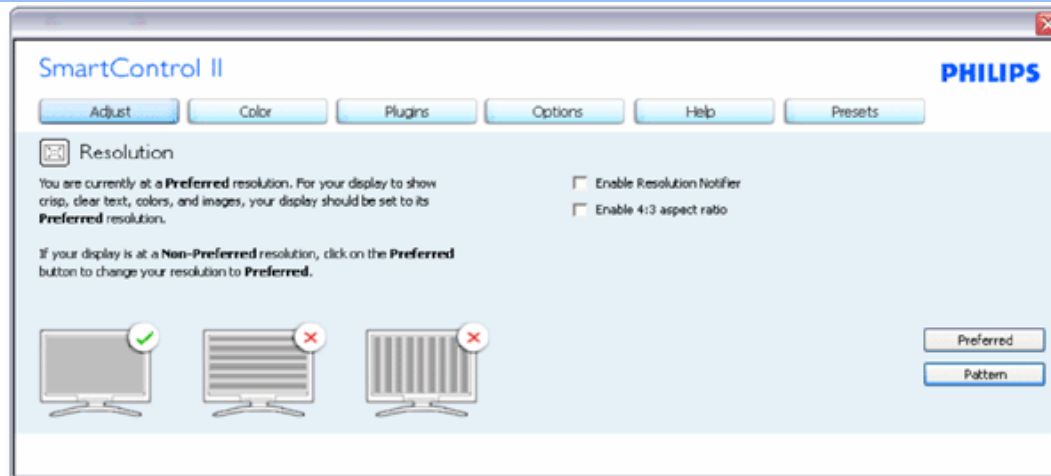 SmartControl II
PHILIPS
Adjust
Color
Plugins
Options
Help
Presets
Resolution
You are currently at a Preferred resolution. For your display to show
crisp, clear text, colors, and images, your display should be set to its
Preferred resolution.
If your display is at a Non-Preferred resolution, click on the Preferred
button to change your resolution to Preferred.
Enable Resolution Notifier
Enable 4:3 aspect ratio
Preferred
Pattern